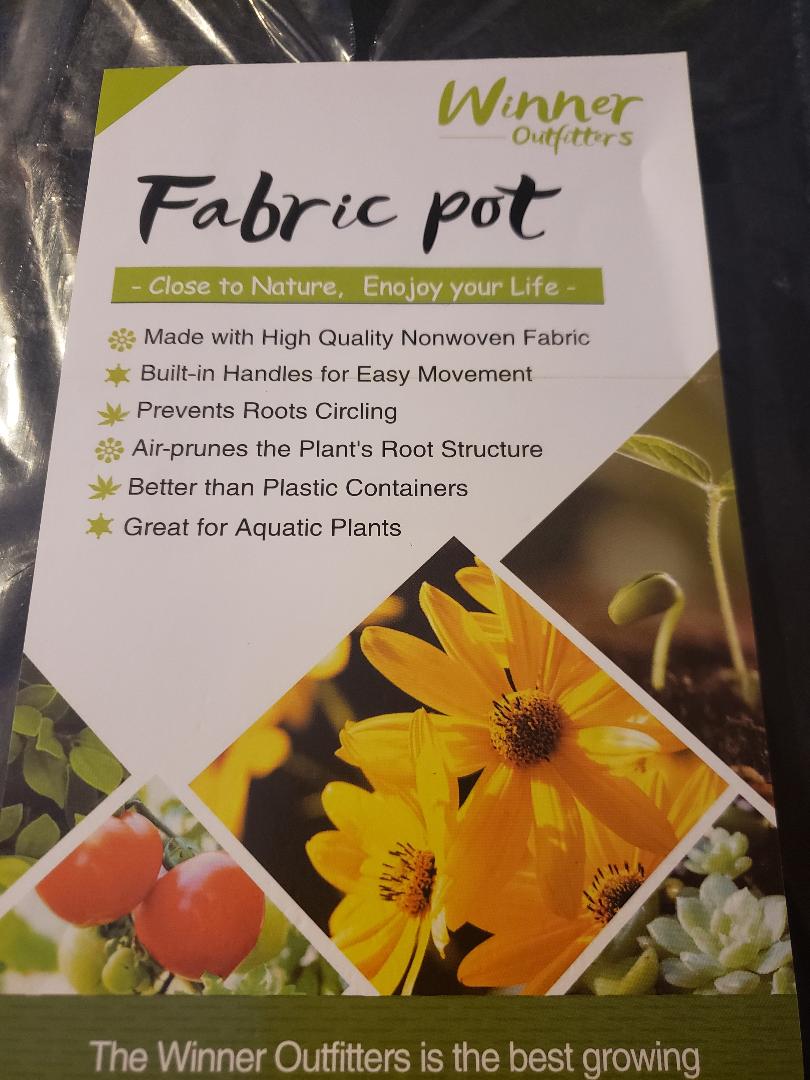 Winner
Outfitters
Fabric pot
- Close to Nature, Enojoy your Life -
Made with High Quality Nonwoven Fabric
Built-in Handles for Easy Movement
Prevents Roots Circling
Air-prunes the Plant's Root Structure
Better than Plastic Containers
Great for Aquatic Plants
The Winner Outfitters is the best growing